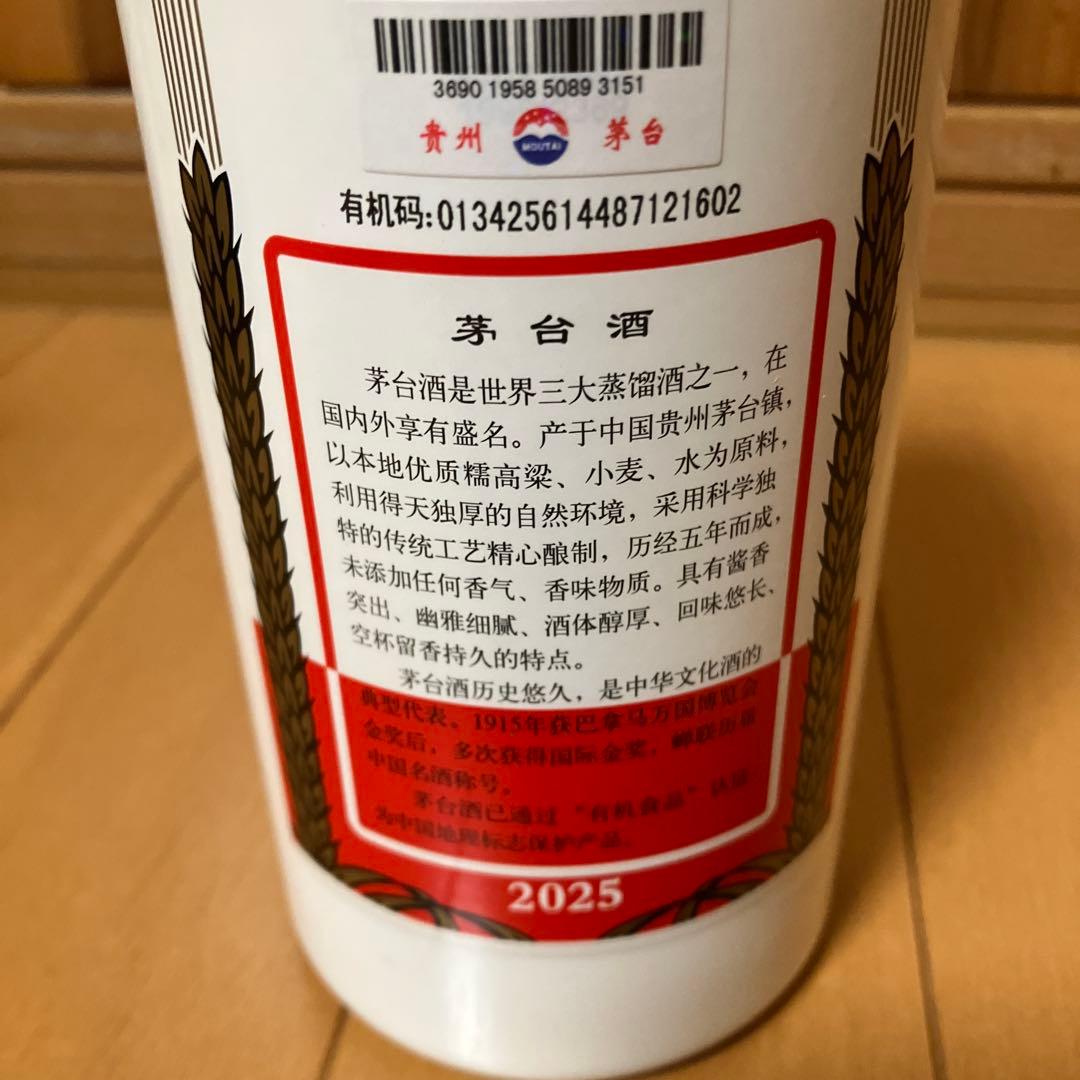 3690 1958 5089 3151
贵州 MOUTAI 茅台
有机码:013425614487121602
茅台酒
茅台酒是世界三大蒸馏酒之一，在
国内外享有盛名。产于中国贵州茅台镇，
以本地优质糯高粱、小麦、水为原料，
利用得天独厚的自然环境，采用科学独
特的传统工艺精心酿制，历经五年而成，
未添加任何香气、香味物质。具有酱香
突出、幽雅细腻、酒体醇厚、回味悠长、
空杯留香持久的特点。
茅台酒历史悠久，是中华文化酒的
典型代表。1915年获巴拿马万国博览会
金奖后，多次获得国际金奖，蝉联历届
中国名酒称号。
茅台酒已通过“有机食品”认证
为中国地理标志保护产品。
2025